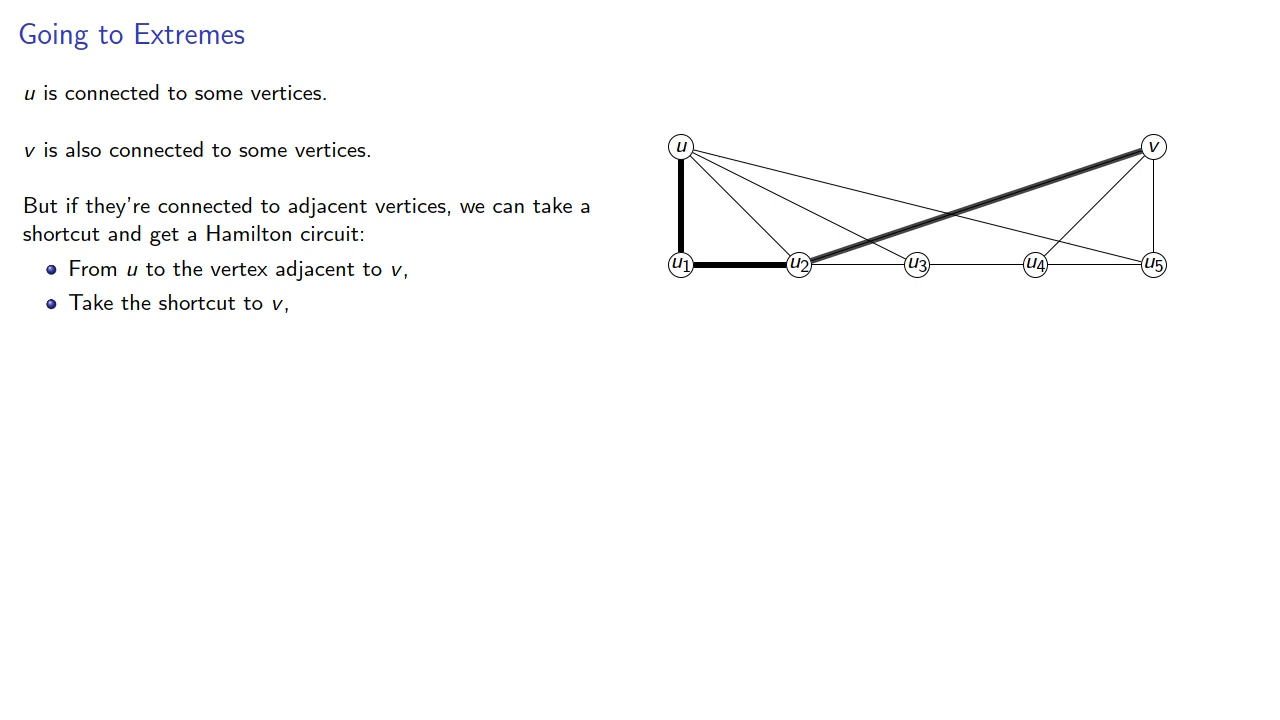 Going to Extremes
u is connected to some vertices.
v is also connected to some vertices.
But if they're connected to adjacent vertices, we can take a
shortcut and get a Hamilton circuit:
From u to the vertex adjacent to v,
Take the shortcut to v,
u v
u₁ u₂ u₃ u₄ u₅